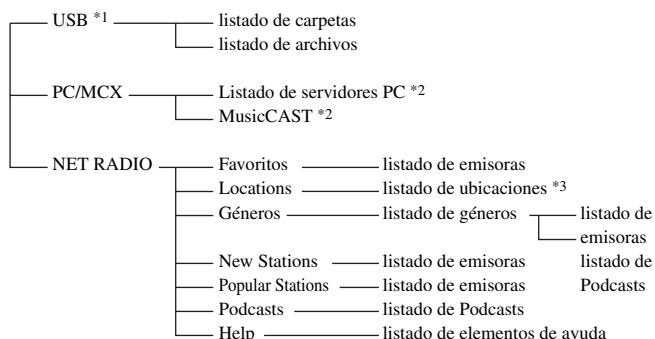 USB *1 listado de carpetas
listado de archivos
PC/MCX Listado de servidores PC *2
MusicCAST *2
NET RADIO Favoritos listado de emisoras
Locations listado de ubicaciones *3
Géneros listado de géneros listado de
emisoras
New Stations listado de emisoras listado de
Popular Stations listado de emisoras Podcasts
Podcasts listado de Podcasts
Help listado de elementos de ayuda